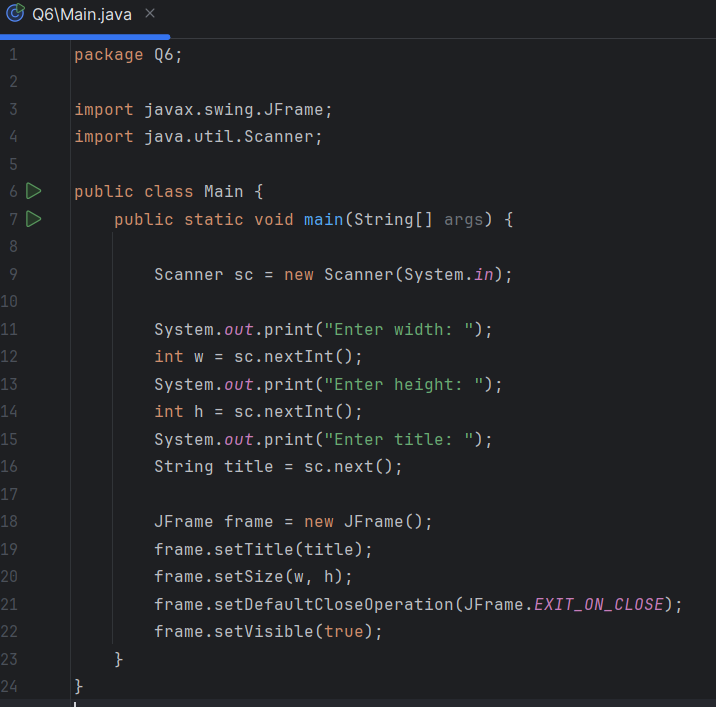 Q6\Main.java
1 package Q6;
2
3 import javax.swing.JFrame;
4 import java.util.Scanner;
5
6 public class Main {
7     public static void main(String[] args) {
8
9         Scanner sc = new Scanner(System.in);
10
11         System.out.print("Enter width: ");
12         int w = sc.nextInt();
13         System.out.print("Enter height: ");
14         int h = sc.nextInt();
15         System.out.print("Enter title: ");
16         String title = sc.next();
17
18         JFrame frame = new JFrame();
19         frame.setTitle(title);
20         frame.setSize(w, h);
21         frame.setDefaultCloseOperation(JFrame.EXIT_ON_CLOSE);
22         frame.setVisible(true);
23     }
24 }